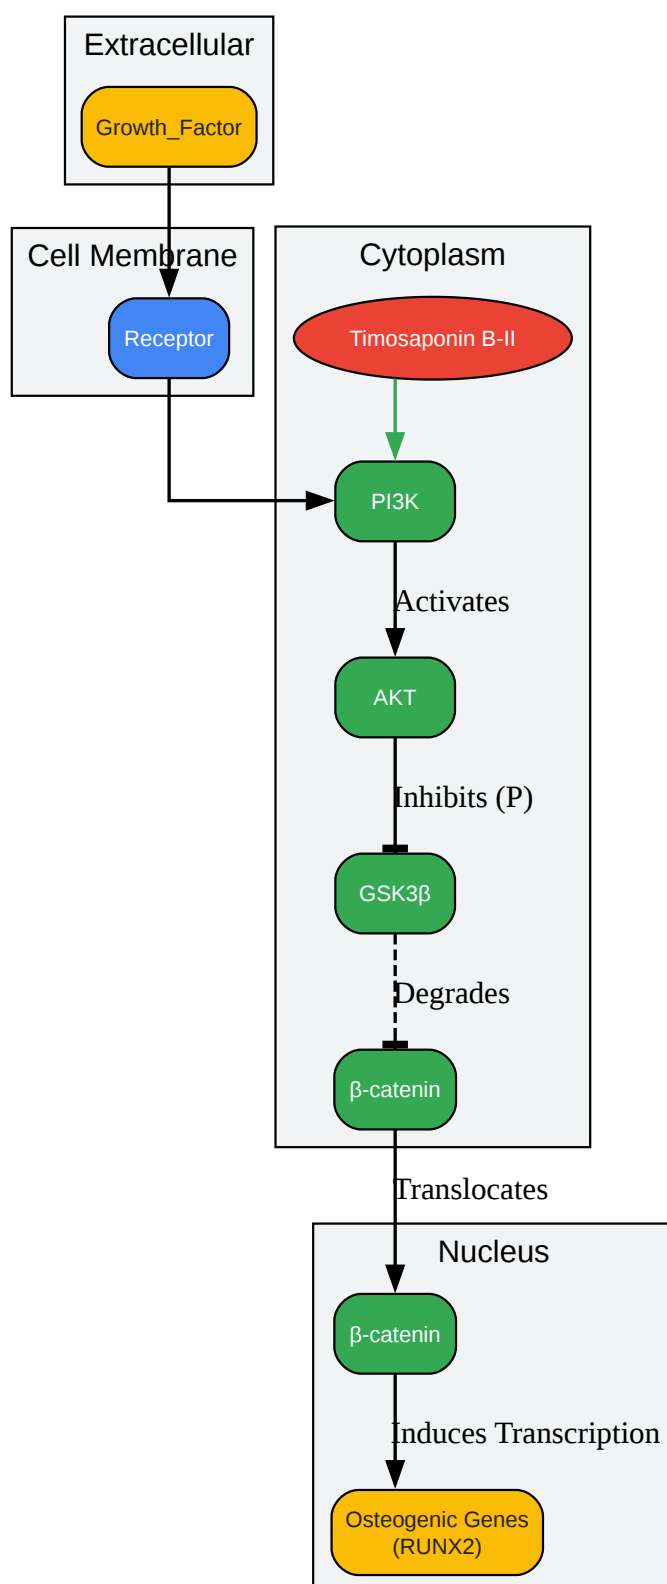 Extracellular
Growth_Factor
Cell Membrane
Receptor
Cytoplasm
Timosaponin B-II
PI3K
Activates
AKT
Inhibits (P)
GSK3β
Degrades
β-catenin
Translocates
Nucleus
β-catenin
Induces Transcription
Osteogenic Genes
(RUNX2)